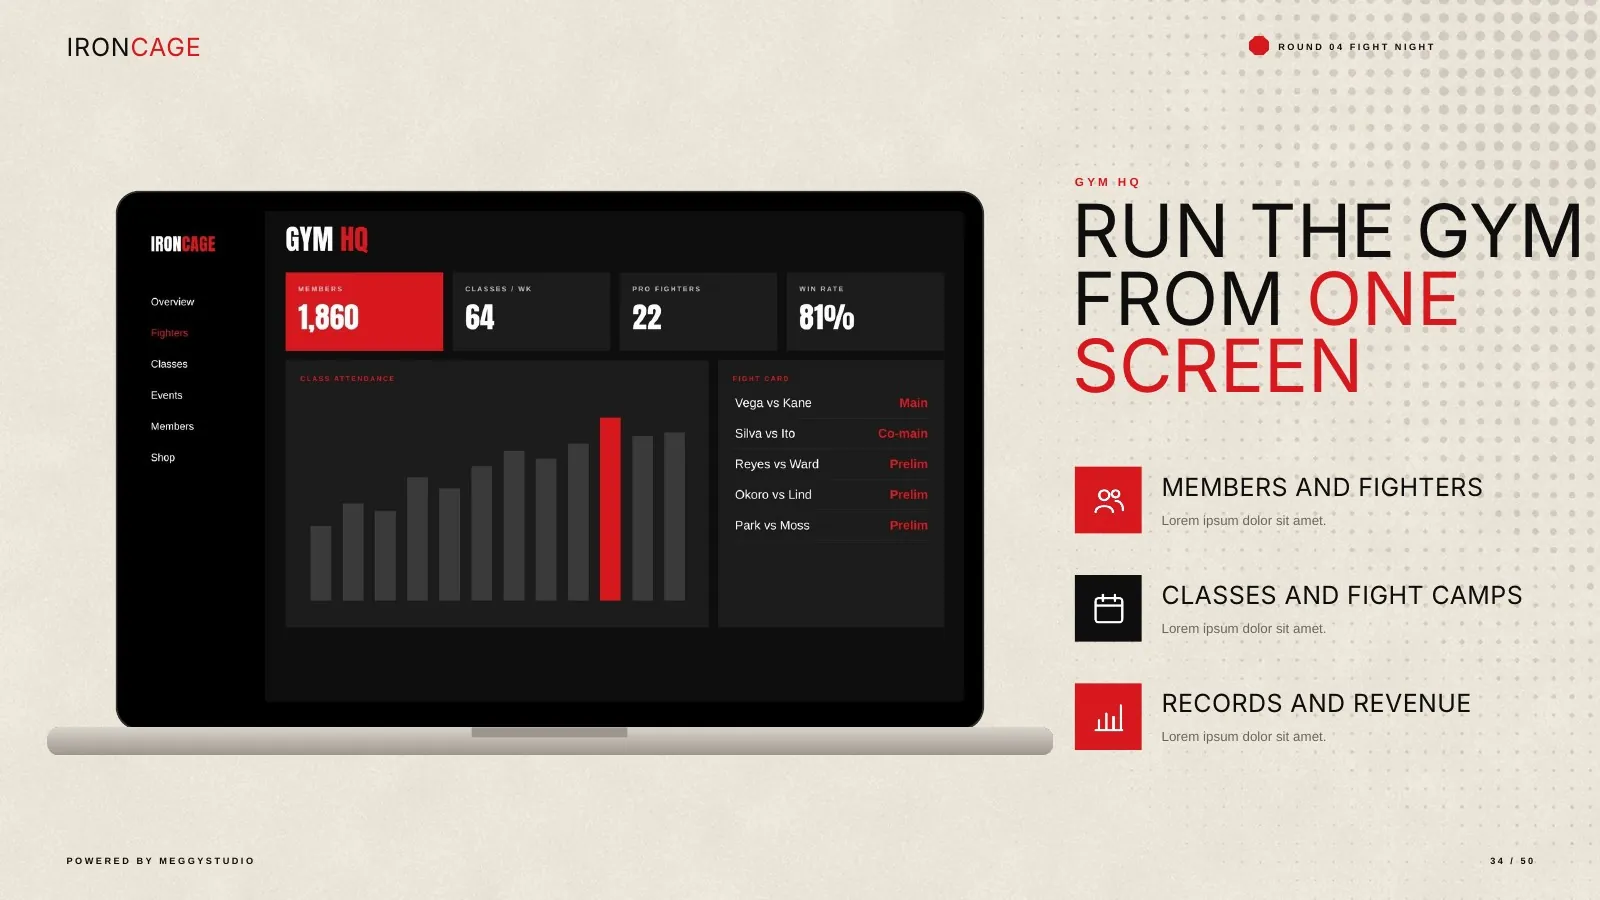 IRONCAGE
ROUND 04 FIGHT NIGHT
IRONCAGE
Overview
Fighters
Classes
Events
Members
Shop
GYM HQ
MEMBERS
1,860
CLASSES / WK
64
PRO FIGHTERS
22
WIN RATE
81%
CLASS ATTENDANCE
FIGHT CARD
Vega vs Kane Main
Silva vs Ito Co-main
Reyes vs Ward Prelim
Okoro vs Lind Prelim
Park vs Moss Prelim
GYM HQ
RUN THE GYM
FROM ONE
SCREEN
MEMBERS AND FIGHTERS
Lorem ipsum dolor sit amet.
CLASSES AND FIGHT CAMPS
Lorem ipsum dolor sit amet.
RECORDS AND REVENUE
Lorem ipsum dolor sit amet.
POWERED BY MEGGYSTUDIO
34 / 50